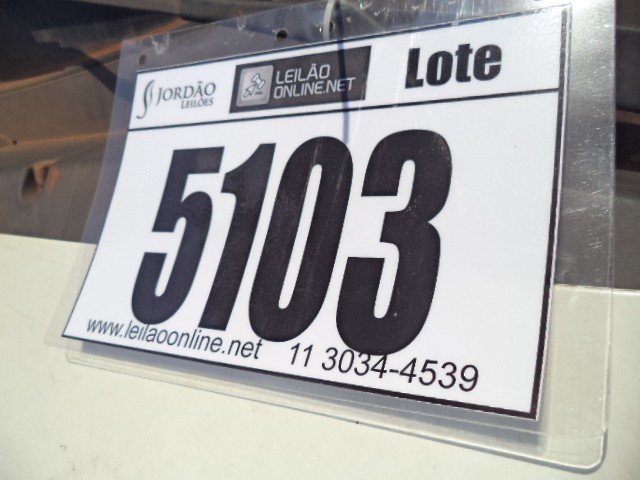 JORDÃO
LEILÕES
LEILÃO
ONLINE.NET
Lote
5103
www.leilaoonline.net 11 3034-4539